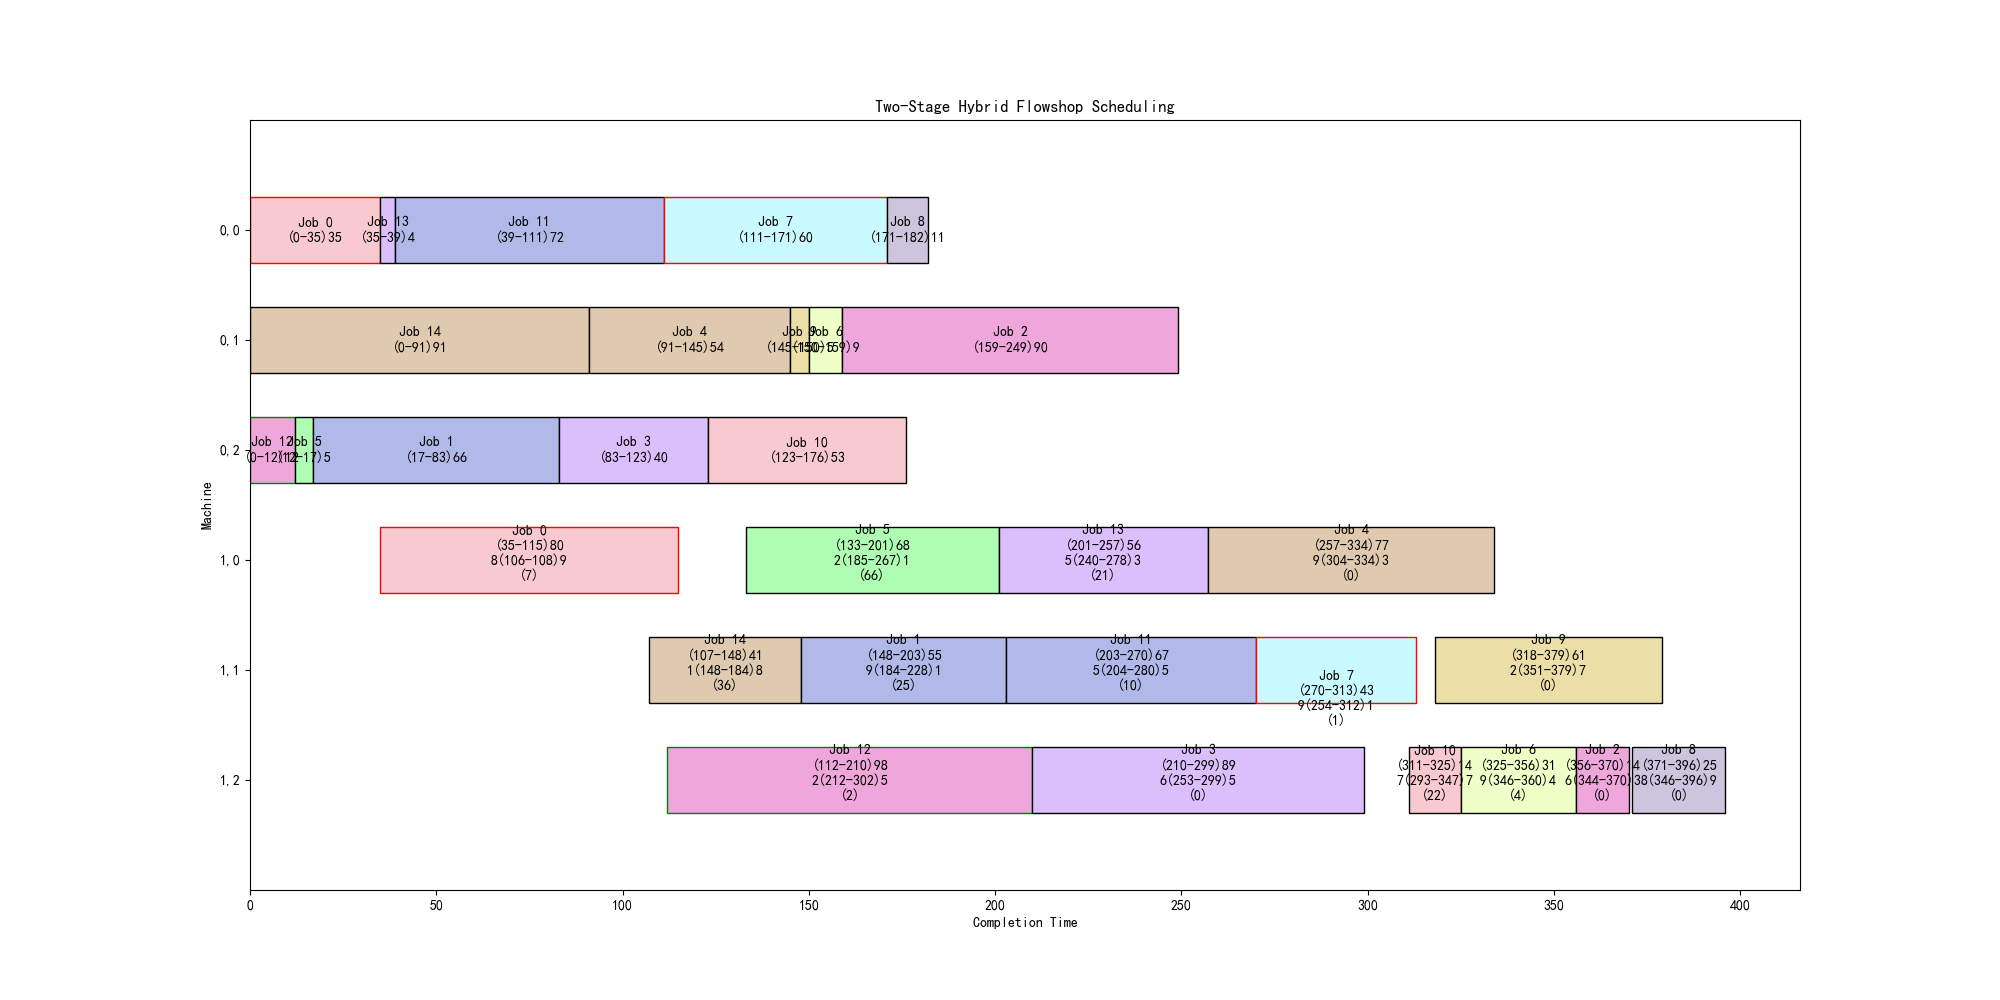 Two-Stage Hybrid Flowshop Scheduling
0,0
Job 0
(0-35)35
Job 13
(35-39)4
Job 11
(39-111)72
Job 7
(111-171)60
Job 8
(171-182)11
0,1
Job 14
(0-91)91
Job 4
(91-145)54
Job 9
(145-150)5
Job 6
(150-159)9
Job 2
(159-249)90
0,2
Job 12
(0-12)12
Job 5
(12-17)5
Job 1
(17-83)66
Job 3
(83-123)40
Job 10
(123-176)53
Machine
1,0
Job 0
(35-115)80
8(106-108)9
(7)
Job 5
(133-201)68
2(185-267)1
(66)
Job 13
(201-257)56
5(240-278)3
(21)
Job 4
(257-334)77
9(304-334)3
(0)
1,1
Job 14
(107-148)41
1(148-184)8
(36)
Job 1
(148-203)55
9(184-228)1
(25)
Job 11
(203-270)67
5(204-280)5
(10)
Job 7
(270-313)43
9(254-312)1
(1)
Job 9
(318-379)61
2(351-379)7
(0)
1,2
Job 12
(112-210)98
2(212-302)5
(2)
Job 3
(210-299)89
6(253-299)5
(0)
Job 10
(311-325)14
7(293-347)7
(22)
Job 6
(325-356)31
9(346-360)4
(4)
Job 2
(356-370)14
6(344-370)3
(0)
Job 8
(371-396)25
8(346-396)9
(0)
0
50
100
150
200
250
300
350
400
Completion Time